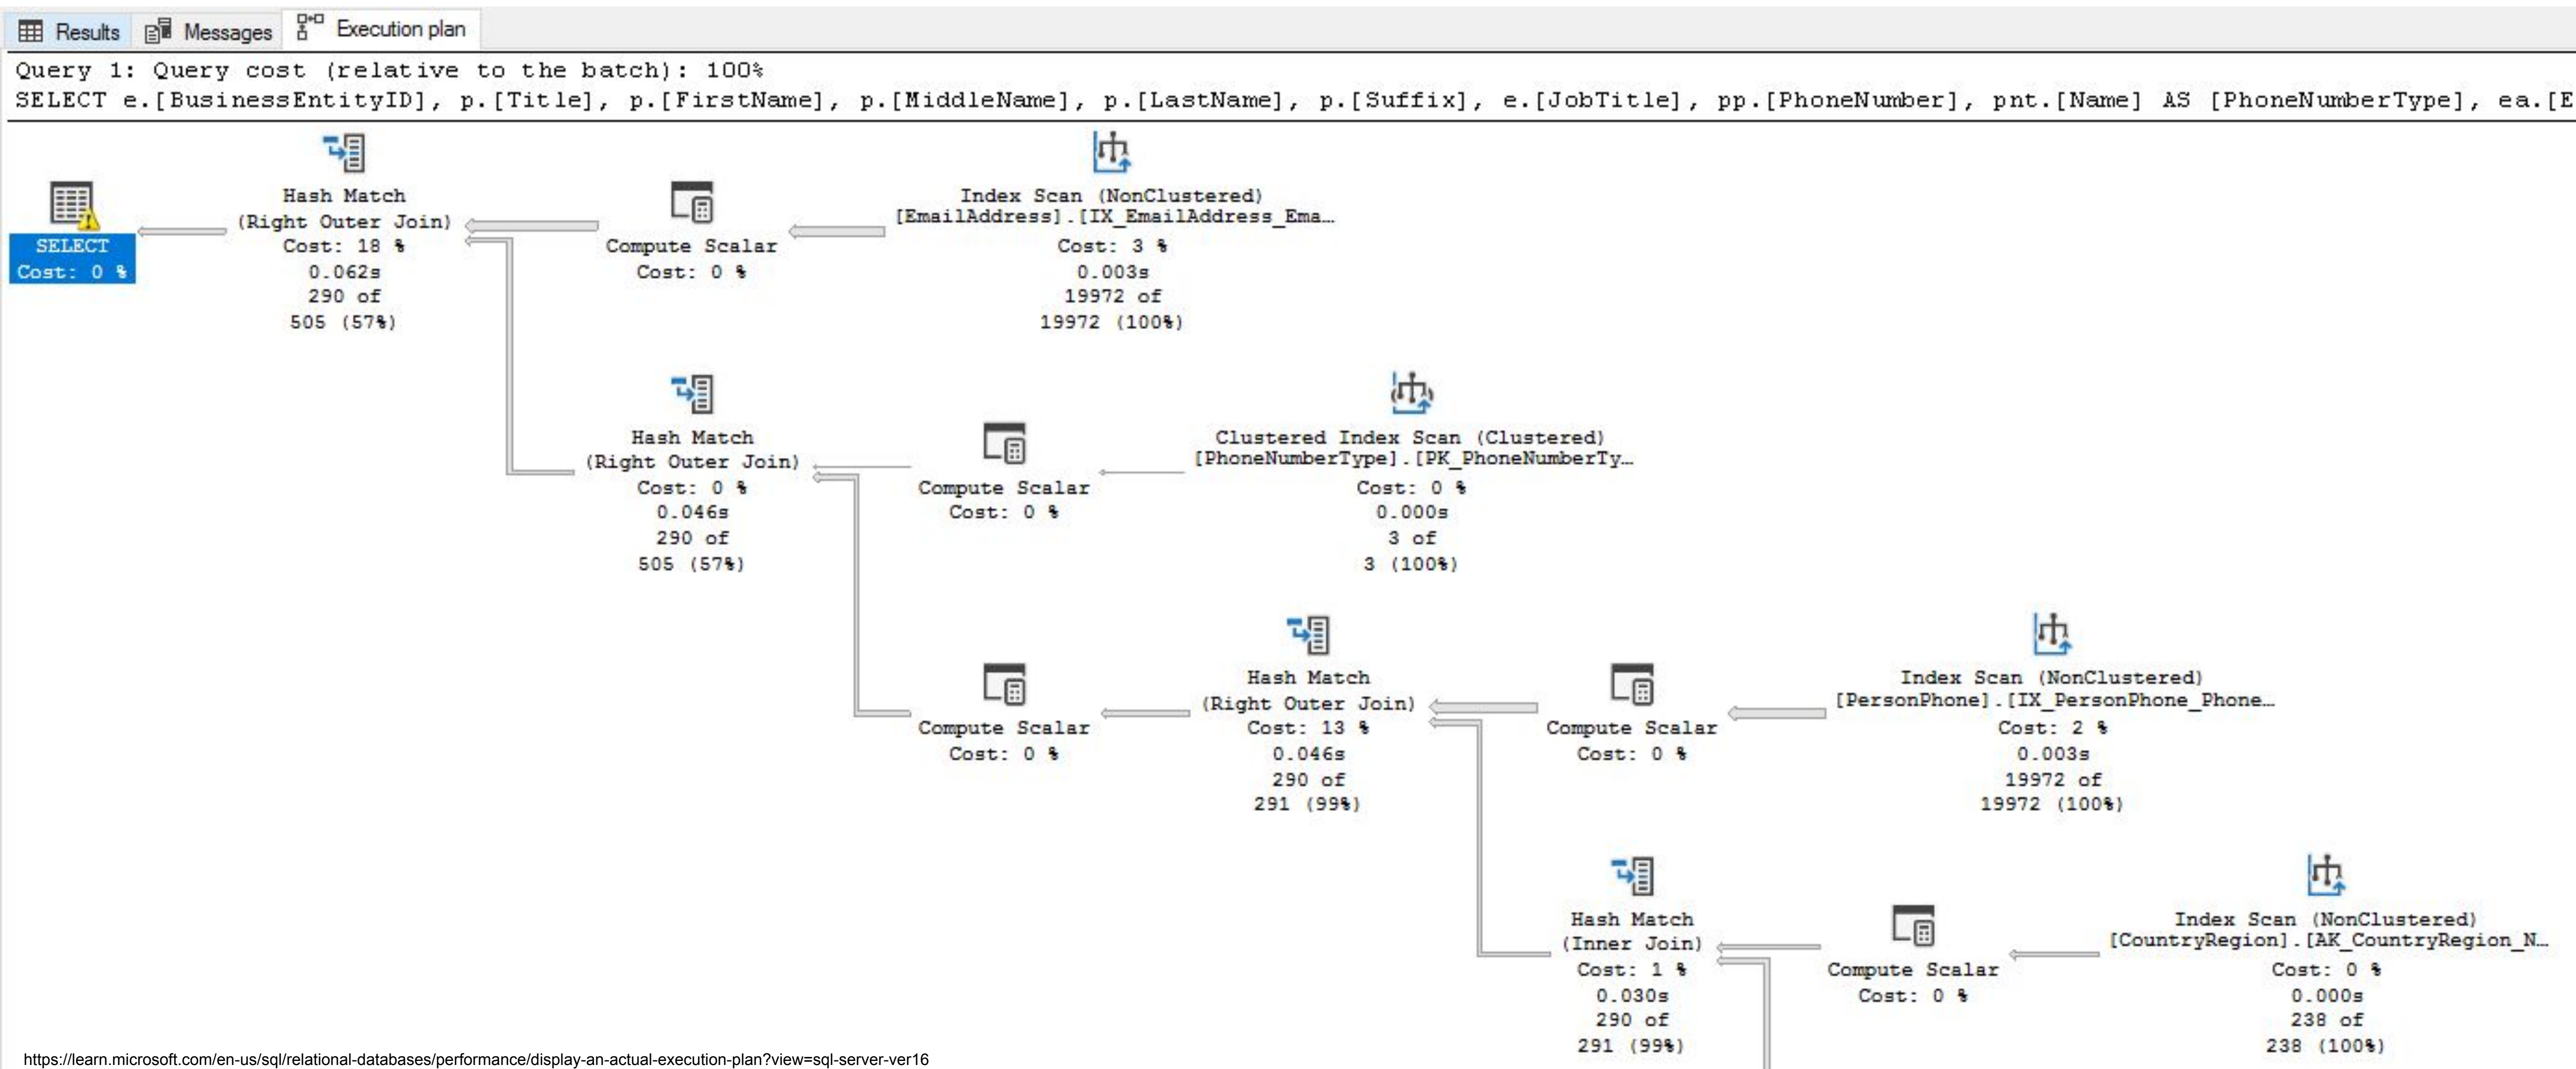 Results
Messages
Execution plan
Query 1: Query cost (relative to the batch): 100%
SELECT e.[BusinessEntityID], p.[Title], p.[FirstName], p.[MiddleName], p.[LastName], p.[Suffix], e.[JobTitle], pp.[PhoneNumber], pnt.[Name] AS [PhoneNumberType], ea.[E
SELECT
Cost: 0 %
Hash Match
(Right Outer Join)
Cost: 18 %
0.062s
290 of
505 (57%)
Compute Scalar
Cost: 0 %
Index Scan (NonClustered)
[EmailAddress].[IX_EmailAddress_Ema…
Cost: 3 %
0.003s
19972 of
19972 (100%)
Hash Match
(Right Outer Join)
Cost: 0 %
0.046s
290 of
505 (57%)
Compute Scalar
Cost: 0 %
Clustered Index Scan (Clustered)
[PhoneNumberType].[PK_PhoneNumberTy…
Cost: 0 %
0.000s
3 of
3 (100%)
Compute Scalar
Cost: 0 %
Hash Match
(Right Outer Join)
Cost: 13 %
0.046s
290 of
291 (99%)
Compute Scalar
Cost: 0 %
Index Scan (NonClustered)
[PersonPhone].[IX_PersonPhone_Phone…
Cost: 2 %
0.003s
19972 of
19972 (100%)
Hash Match
(Inner Join)
Cost: 1 %
0.030s
290 of
291 (99%)
Compute Scalar
Cost: 0 %
Index Scan (NonClustered)
[CountryRegion].[AK_CountryRegion_N…
Cost: 0 %
0.000s
238 of
238 (100%)
https://learn.microsoft.com/en-us/sql/relational-databases/performance/display-an-actual-execution-plan?view=sql-server-ver16